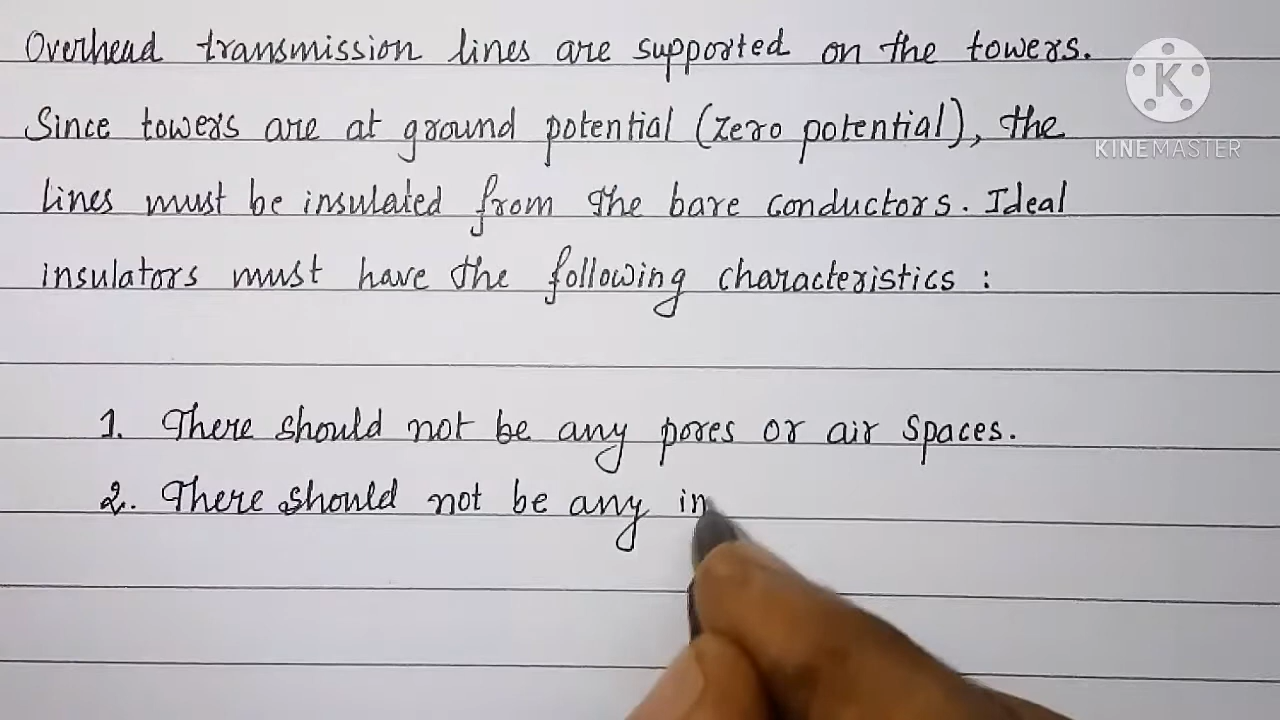 Overhead transmission lines are supported on the towers.
Since towers are at ground potential (zero potential), the
lines must be insulated from the bare conductors. Ideal
insulators must have the following characteristics :
1. There should not be any pores or air spaces.
2. There should not be any in
K
KINEMASTER